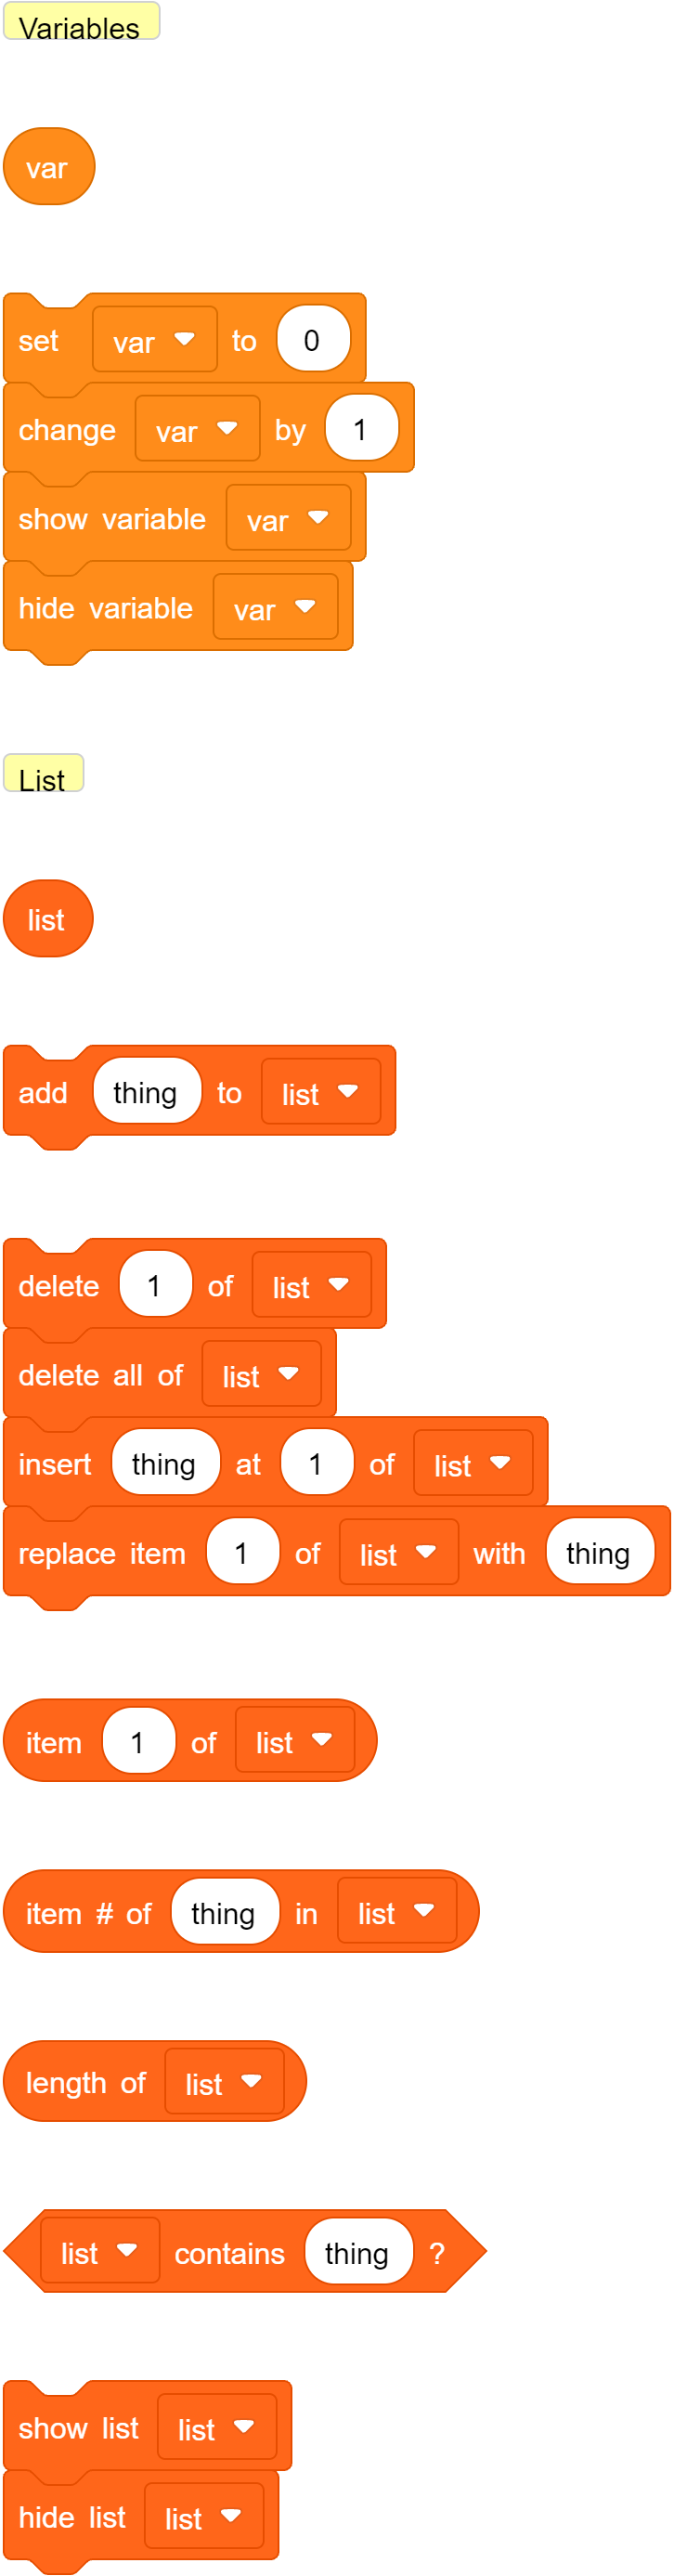 Variables
var
set var to 0
change var by 1
show variable var
hide variable var
List
list
add thing to list
delete 1 of list
delete all of list
insert thing at 1 of list
replace item 1 of list with thing
item 1 of list
item # of thing in list
length of list
list contains thing ?
show list list
hide list list